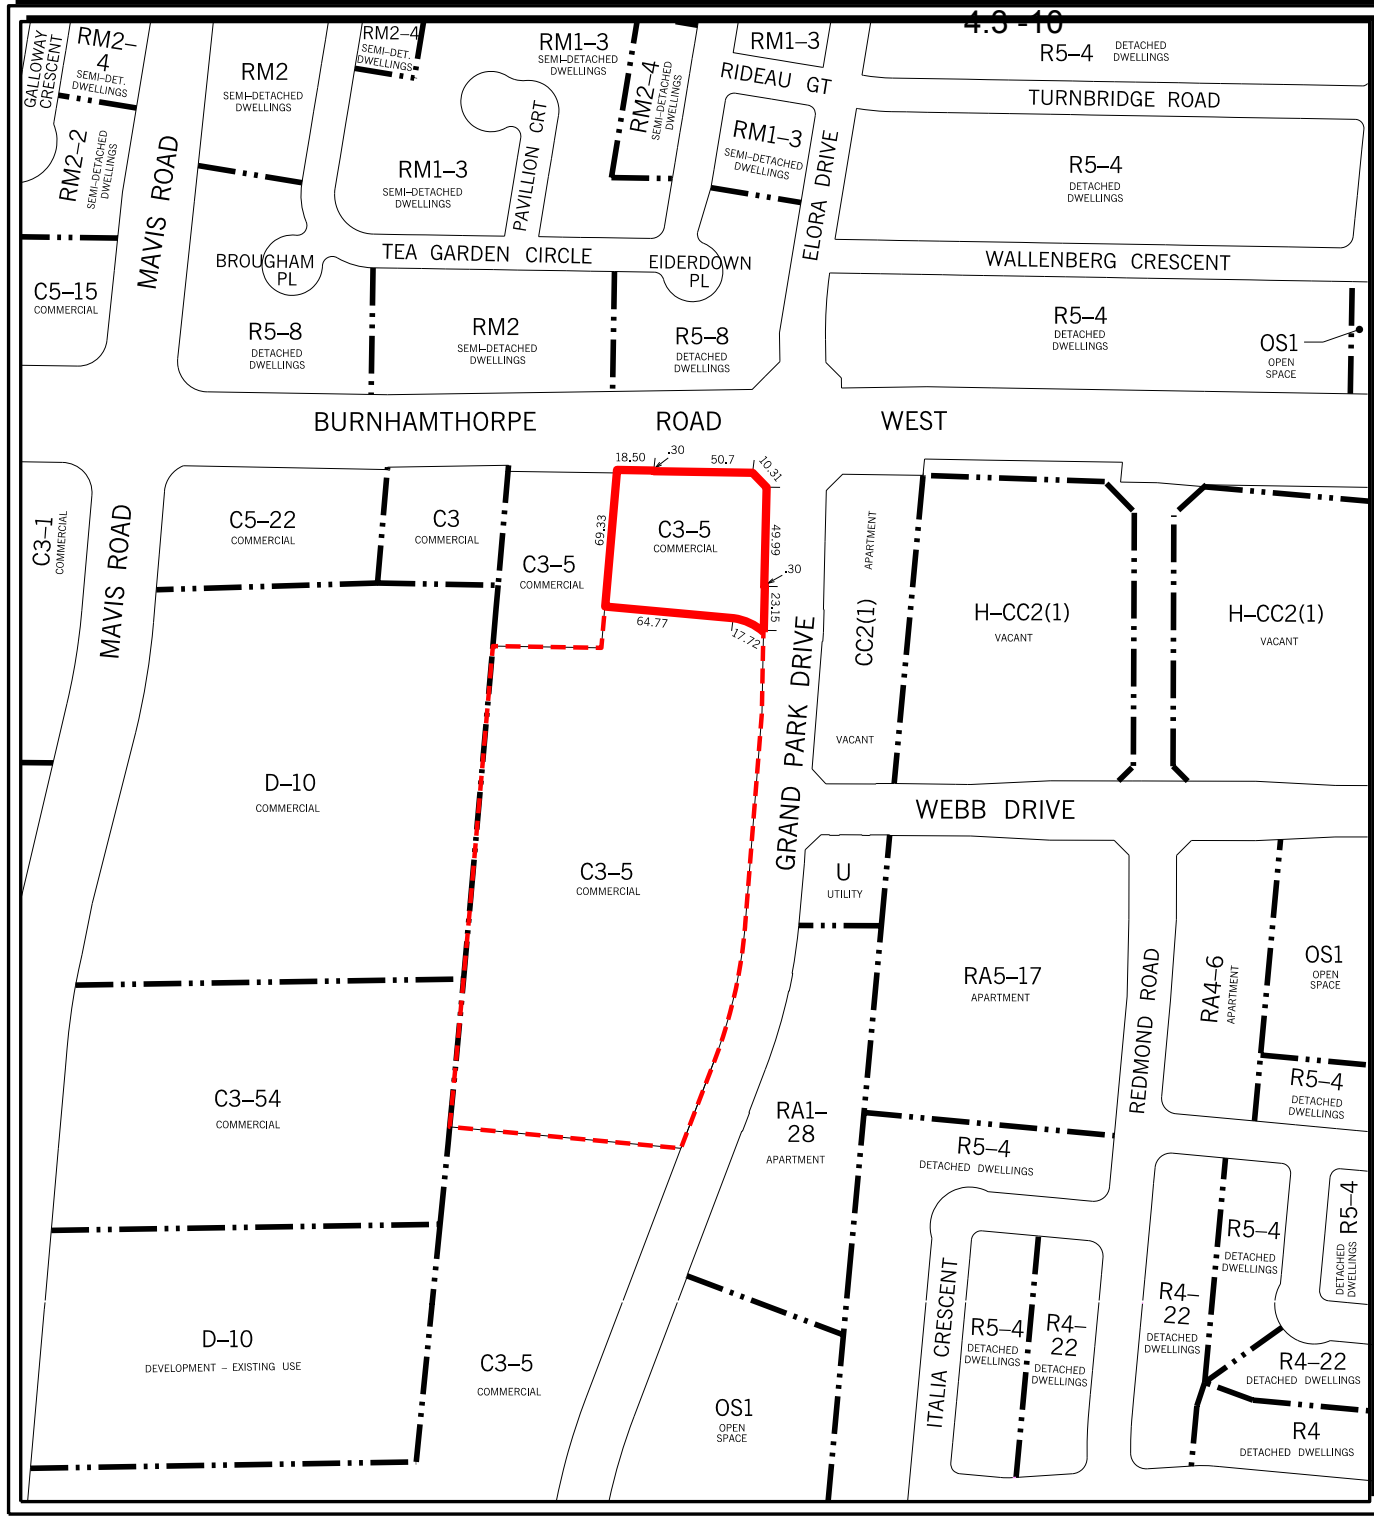 4.3 -10
GALLOWAY
CRESCENT
RM2–
4
SEMI–DET.
DWELLINGS
RM2
SEMI–DETACHED
DWELLINGS
RM2–4
SEMI–DET.
DWELLINGS
RM1–3
SEMI–DETACHED
DWELLINGS
RM2–4
SEMI–DETACHED
DWELLINGS
RM1–3
RIDEAU GT
R5–4
DETACHED
DWELLINGS
TURNBRIDGE ROAD
RM2–2
SEMI–DETACHED
DWELLINGS
MAVIS ROAD
RM1–3
SEMI–DETACHED
DWELLINGS
PAVILLION CRT
RM1–3
SEMI–DETACHED
DWELLINGS
ELORA DRIVE
R5–4
DETACHED
DWELLINGS
C5–15
COMMERCIAL
BROUGHAM
PL
TEA GARDEN CIRCLE
EIDERDOWN
PL
WALLENBERG CRESCENT
R5–8
DETACHED
DWELLINGS
RM2
SEMI–DETACHED
DWELLINGS
R5–8
DETACHED
DWELLINGS
R5–4
DETACHED
DWELLINGS
OS1
OPEN
SPACE
BURNHAMTHORPE ROAD WEST
18.50
.30
50.7
10.31
C3–1
COMMERCIAL
MAVIS ROAD
C5–22
COMMERCIAL
C3
COMMERCIAL
C3–5
COMMERCIAL
69.33
C3–5
COMMERCIAL
49.99
.30
23.15
64.77
17.72
APARTMENT
CC2(1)
VACANT
H–CC2(1)
VACANT
H–CC2(1)
VACANT
GRAND PARK DRIVE
D–10
COMMERCIAL
WEBB DRIVE
C3–5
COMMERCIAL
U
UTILITY
RA5–17
APARTMENT
REDMOND ROAD
RA4–6
APARTMENT
OS1
OPEN
SPACE
R5–4
DETACHED
DWELLINGS
C3–54
COMMERCIAL
RA1–
28
APARTMENT
R5–4
DETACHED DWELLINGS
R5–4
DETACHED
DWELLINGS
R5–4
DETACHED
DWELLINGS
D–10
DEVELOPMENT – EXISTING USE
C3–5
COMMERCIAL
OS1
OPEN
SPACE
ITALIA CRESCENT
R5–4
DETACHED
DWELLINGS
R4–
22
DETACHED
DWELLINGS
R4–
22
DETACHED
DWELLINGS
R4–22
DETACHED DWELLINGS
R4
DETACHED DWELLINGS